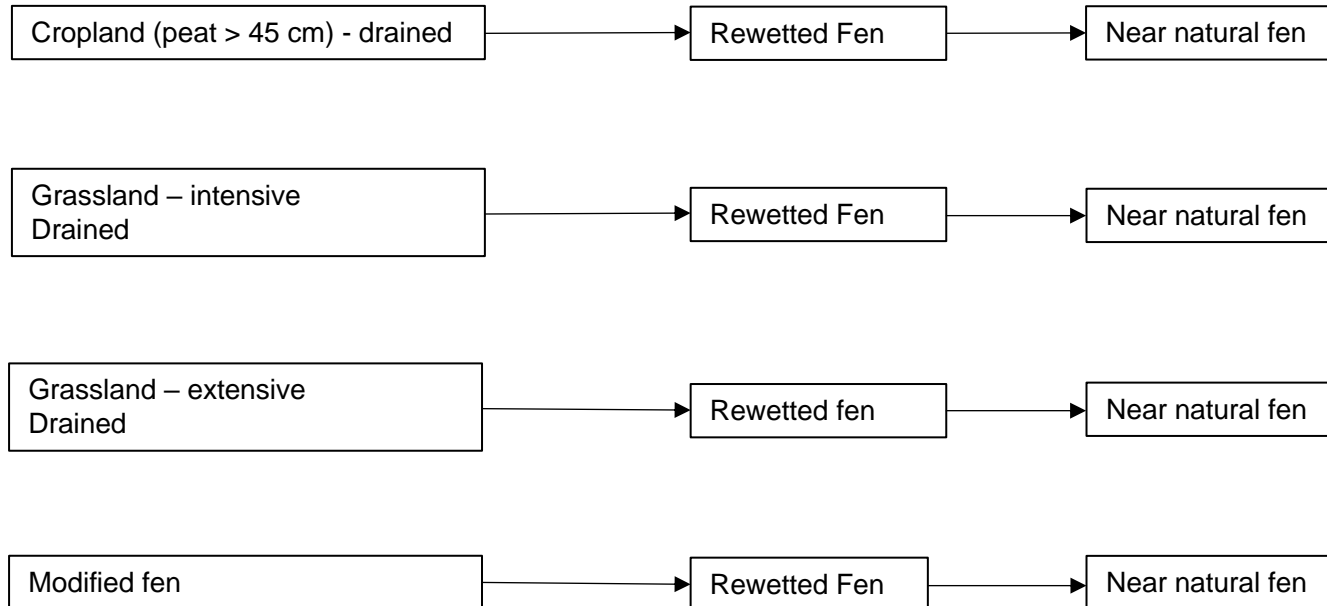 Cropland (peat > 45 cm) - drained
Rewetted Fen
Near natural fen
Grassland – intensive
Drained
Rewetted Fen
Near natural fen
Grassland – extensive
Drained
Rewetted fen
Near natural fen
Modified fen
Rewetted Fen
Near natural fen